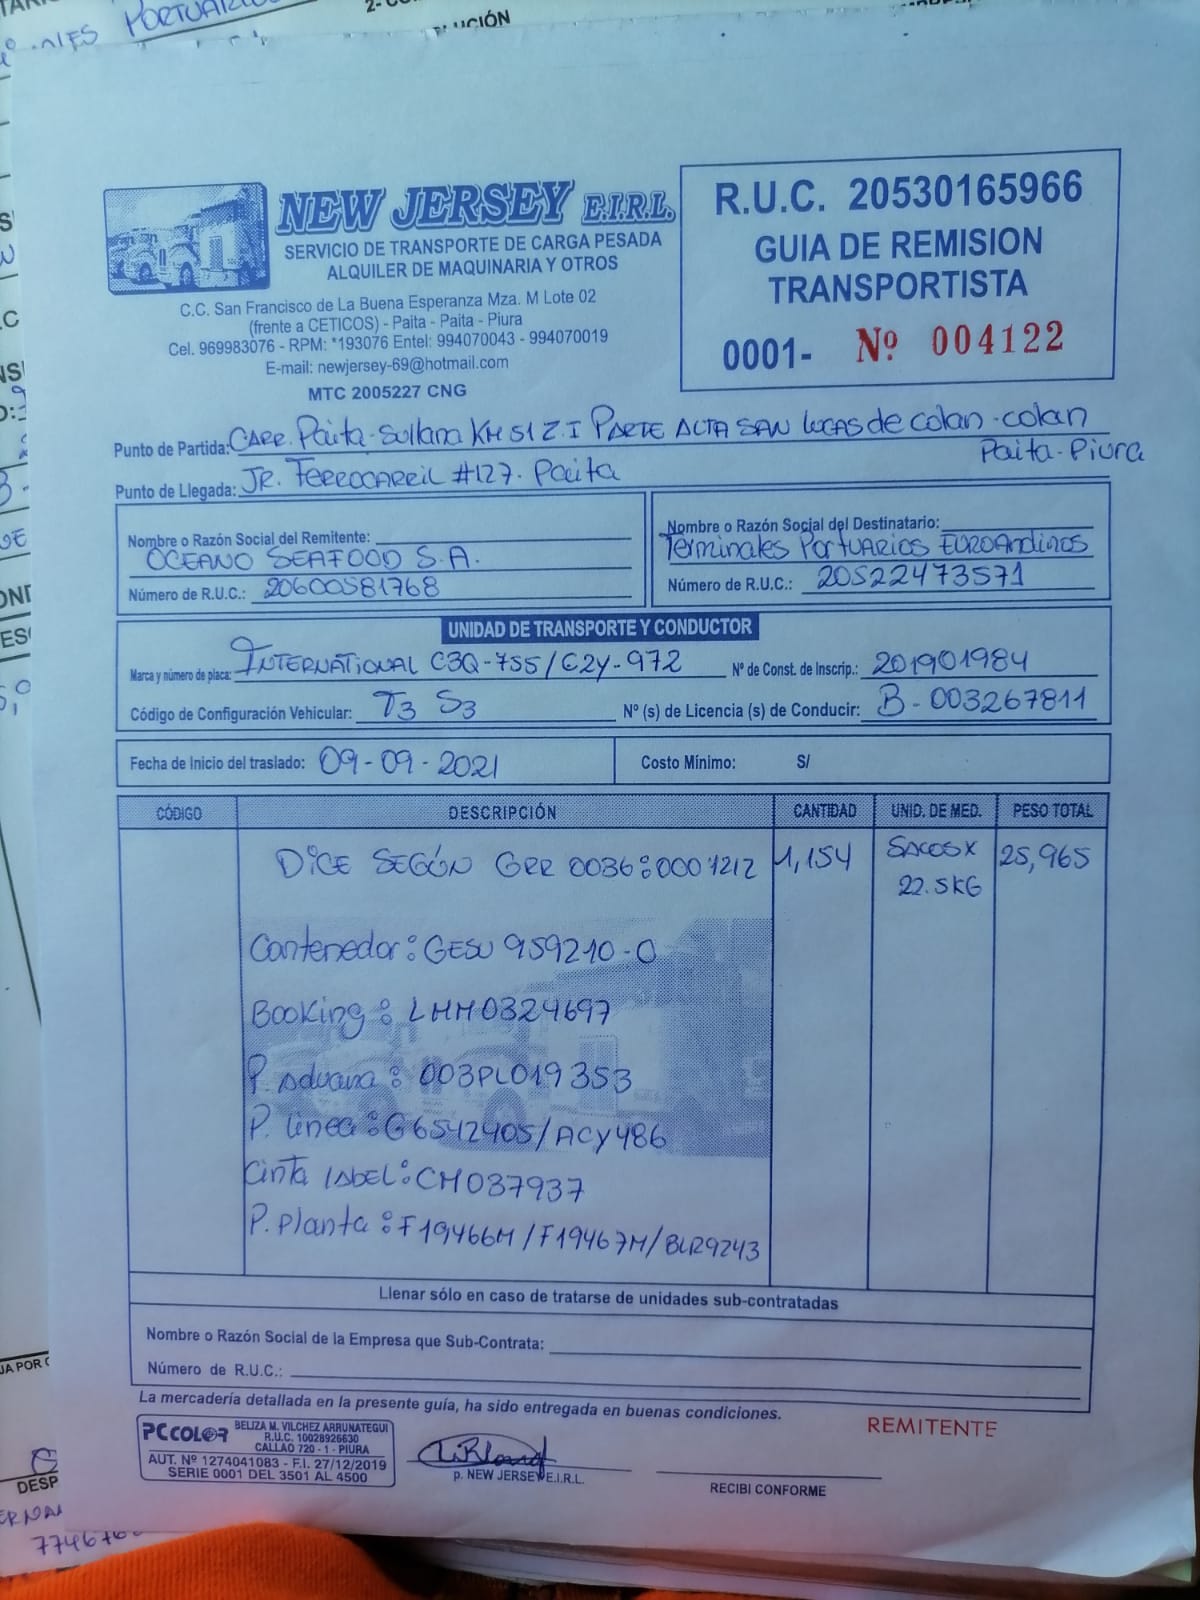 PORTUARIOS
UCIÓN
NEW JERSEY E.I.R.L.
SERVICIO DE TRANSPORTE DE CARGA PESADA
ALQUILER DE MAQUINARIA Y OTROS
C.C. San Francisco de La Buena Esperanza Mza. M Lote 02
(frente a CETICOS) - Paita - Paita - Piura
Cel. 969983076 - RPM: *193076 Entel: 994070043 - 994070019
E-mail: newjersey-69@hotmail.com
MTC 2005227 CNG
R.U.C. 20530165966
GUIA DE REMISION
TRANSPORTISTA
0001- Nº 004122
Punto de Partida: CARR. Paita-Sullana KM 51 Z.I PARTE ALTA SAN LUCAS de colan-colan
Paita-Piura
Punto de Llegada: JR. FERROCARRIL #127. Paita
Nombre o Razón Social del Remitente:
OCEANO SEAFOOD S.A.
Número de R.U.C.: 20600581768
Nombre o Razón Social del Destinatario:
Terminales PORTUARIOS EUROAndinos
Número de R.U.C.: 20522473571
UNIDAD DE TRANSPORTE Y CONDUCTOR
Marca y número de placa: INTERNATIONAL C3Q-755/C2Y-972 Nº de Const. de Inscrip.: 201901984
Código de Configuración Vehicular: T3 S3 Nº (s) de Licencia (s) de Conducir: B-003267811
Fecha de Inicio del traslado: 09-09-2021 Costo Mínimo: S/
CÓDIGO DESCRIPCIÓN CANTIDAD UNID. DE MED. PESO TOTAL
DICE SEGÚN GRR 0036:0001212 1,154 SACOS X 25,965
22.5KG
Contenedor: GESU 959210-0
Booking: LMM0324697
P. Aduana: 003PL019353
P. linea: G6542405/ACY486
Cinta ISABEL: CM037937
P. planta: F19466M/F19467M/BLR9243
Llenar sólo en caso de tratarse de unidades sub-contratadas
Nombre o Razón Social de la Empresa que Sub-Contrata:
Número de R.U.C.:
La mercadería detallada en la presente guía, ha sido entregada en buenas condiciones.
REMITENTE
PC COLOR BELIZA M. VILCHEZ ARRUNATEGUI
R.U.C. 10028926630
CALLAO 720 - 1 - PIURA
AUT. Nº 1274041083 - F.I. 27/12/2019
SERIE 0001 DEL 3501 AL 4500
p. NEW JERSEY E.I.R.L.
RECIBI CONFORME
DESP